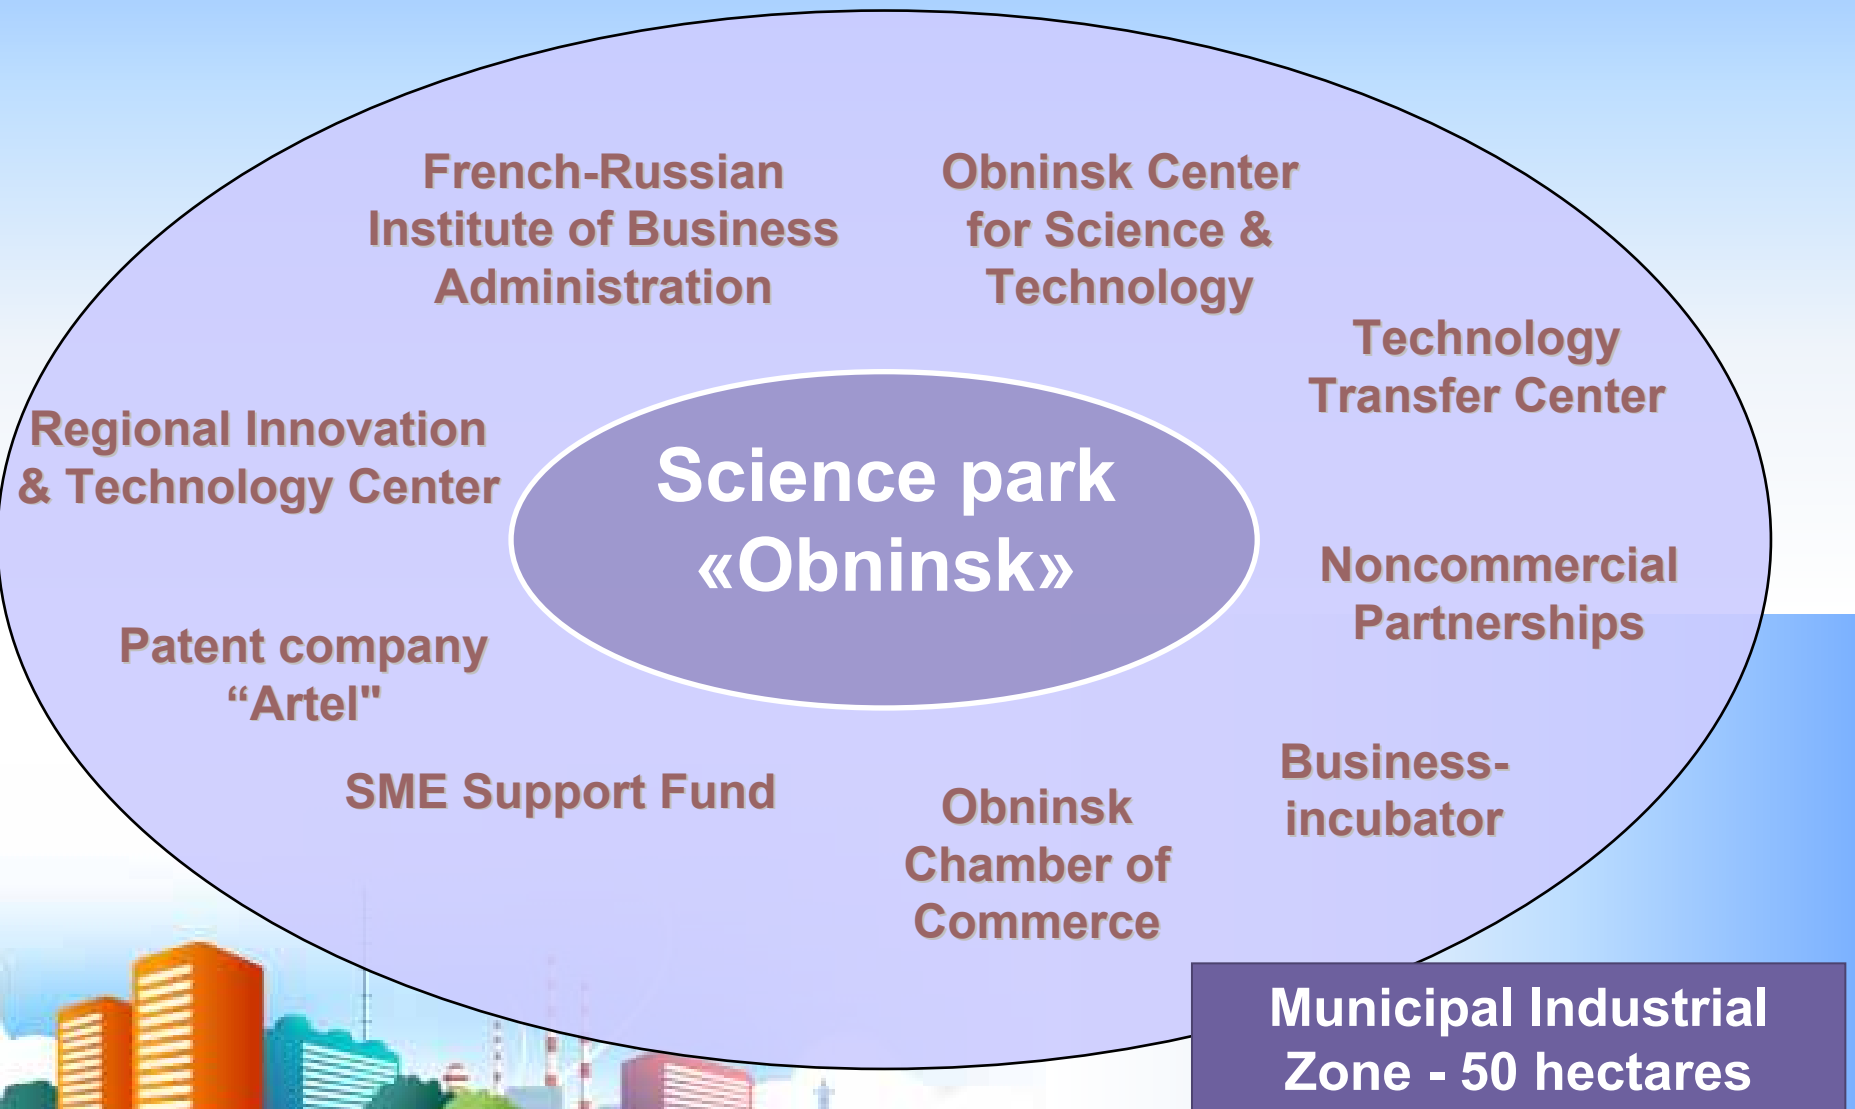 French-Russian
Institute of Business
Administration
Obninsk Center
for Science &
Technology
Technology
Transfer Center
Regional Innovation
& Technology Center
Science park
«Obninsk»
Noncommercial
Partnerships
Patent company
“Artel"
SME Support Fund
Business-
incubator
Obninsk
Chamber of
Commerce
Municipal Industrial
Zone - 50 hectares